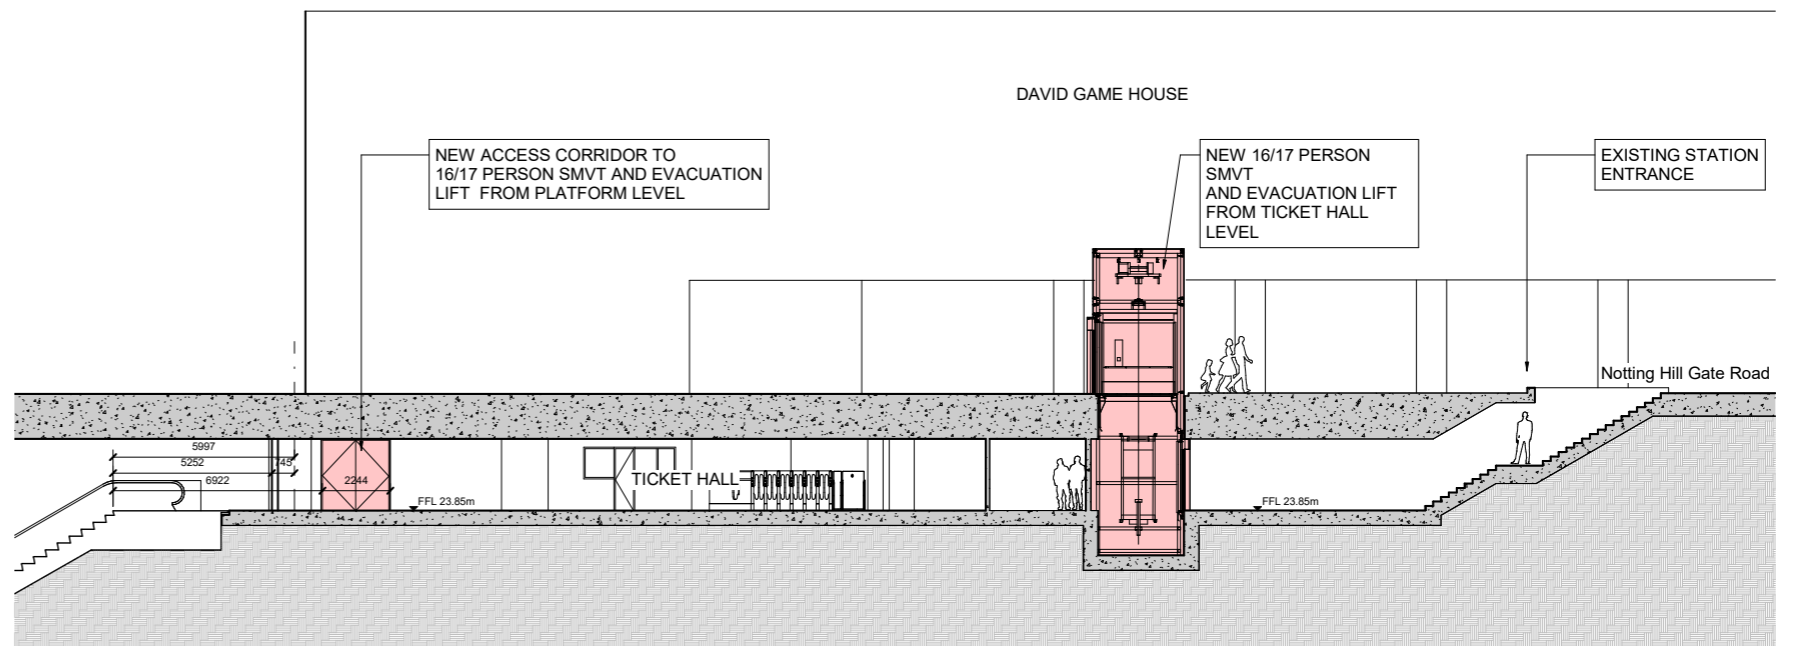 DAVID GAME HOUSE
NEW ACCESS CORRIDOR TO
16/17 PERSON SMVT AND EVACUATION
LIFT FROM PLATFORM LEVEL
NEW 16/17 PERSON
SMVT
AND EVACUATION LIFT
FROM TICKET HALL
LEVEL
EXISTING STATION
ENTRANCE
Notting Hill Gate Road
5997
5252
745
6922
2244
TICKET HALL
FFL 23.85m
FFL 23.85m